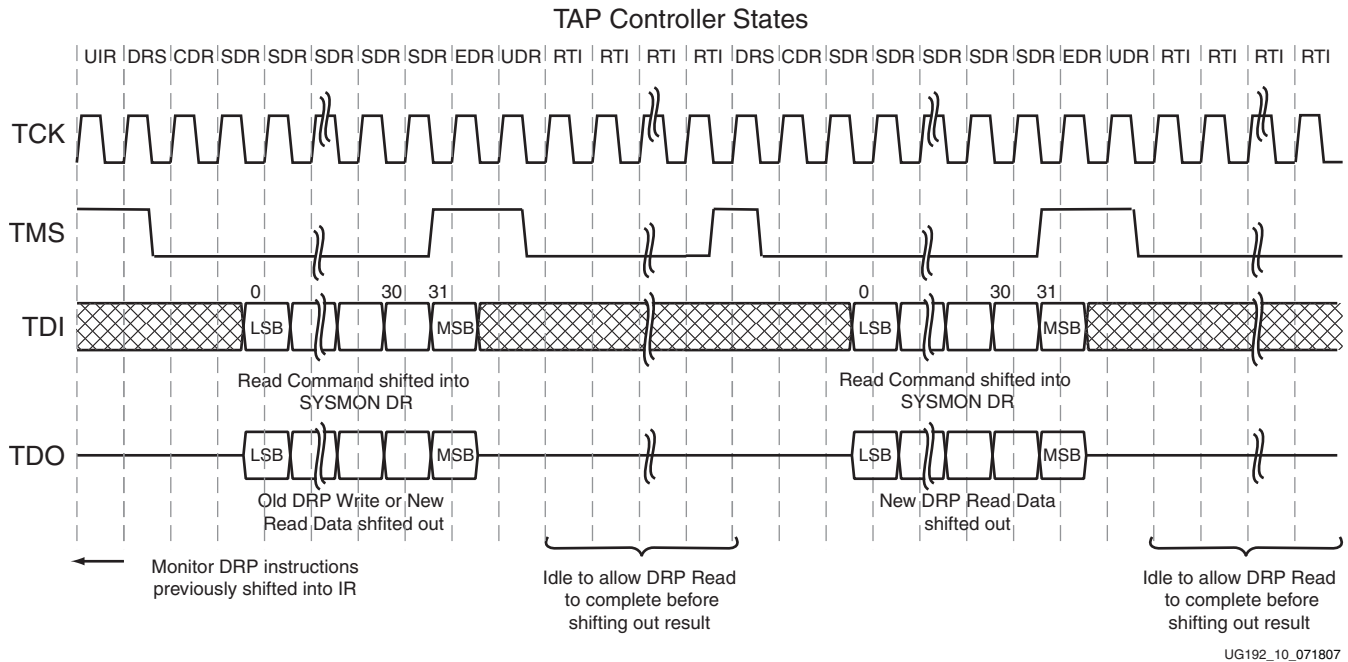 TAP Controller States
UIR DRS CDR SDR SDR SDR SDR SDR EDR UDR RTI RTI RTI RTI DRS CDR SDR SDR SDR SDR SDR EDR UDR RTI RTI RTI RTI
TCK
TMS
0 30 31 0 30 31
TDI LSB MSB LSB MSB
Read Command shifted into
SYSMON DR
Read Command shifted into
SYSMON DR
TDO LSB MSB LSB MSB
Old DRP Write or New
Read Data shfited out
New DRP Read Data
shifted out
Monitor DRP instructions
previously shifted into IR
Idle to allow DRP Read
to complete before
shifting out result
Idle to allow DRP Read
to complete before
shifting out result
UG192_10_071807